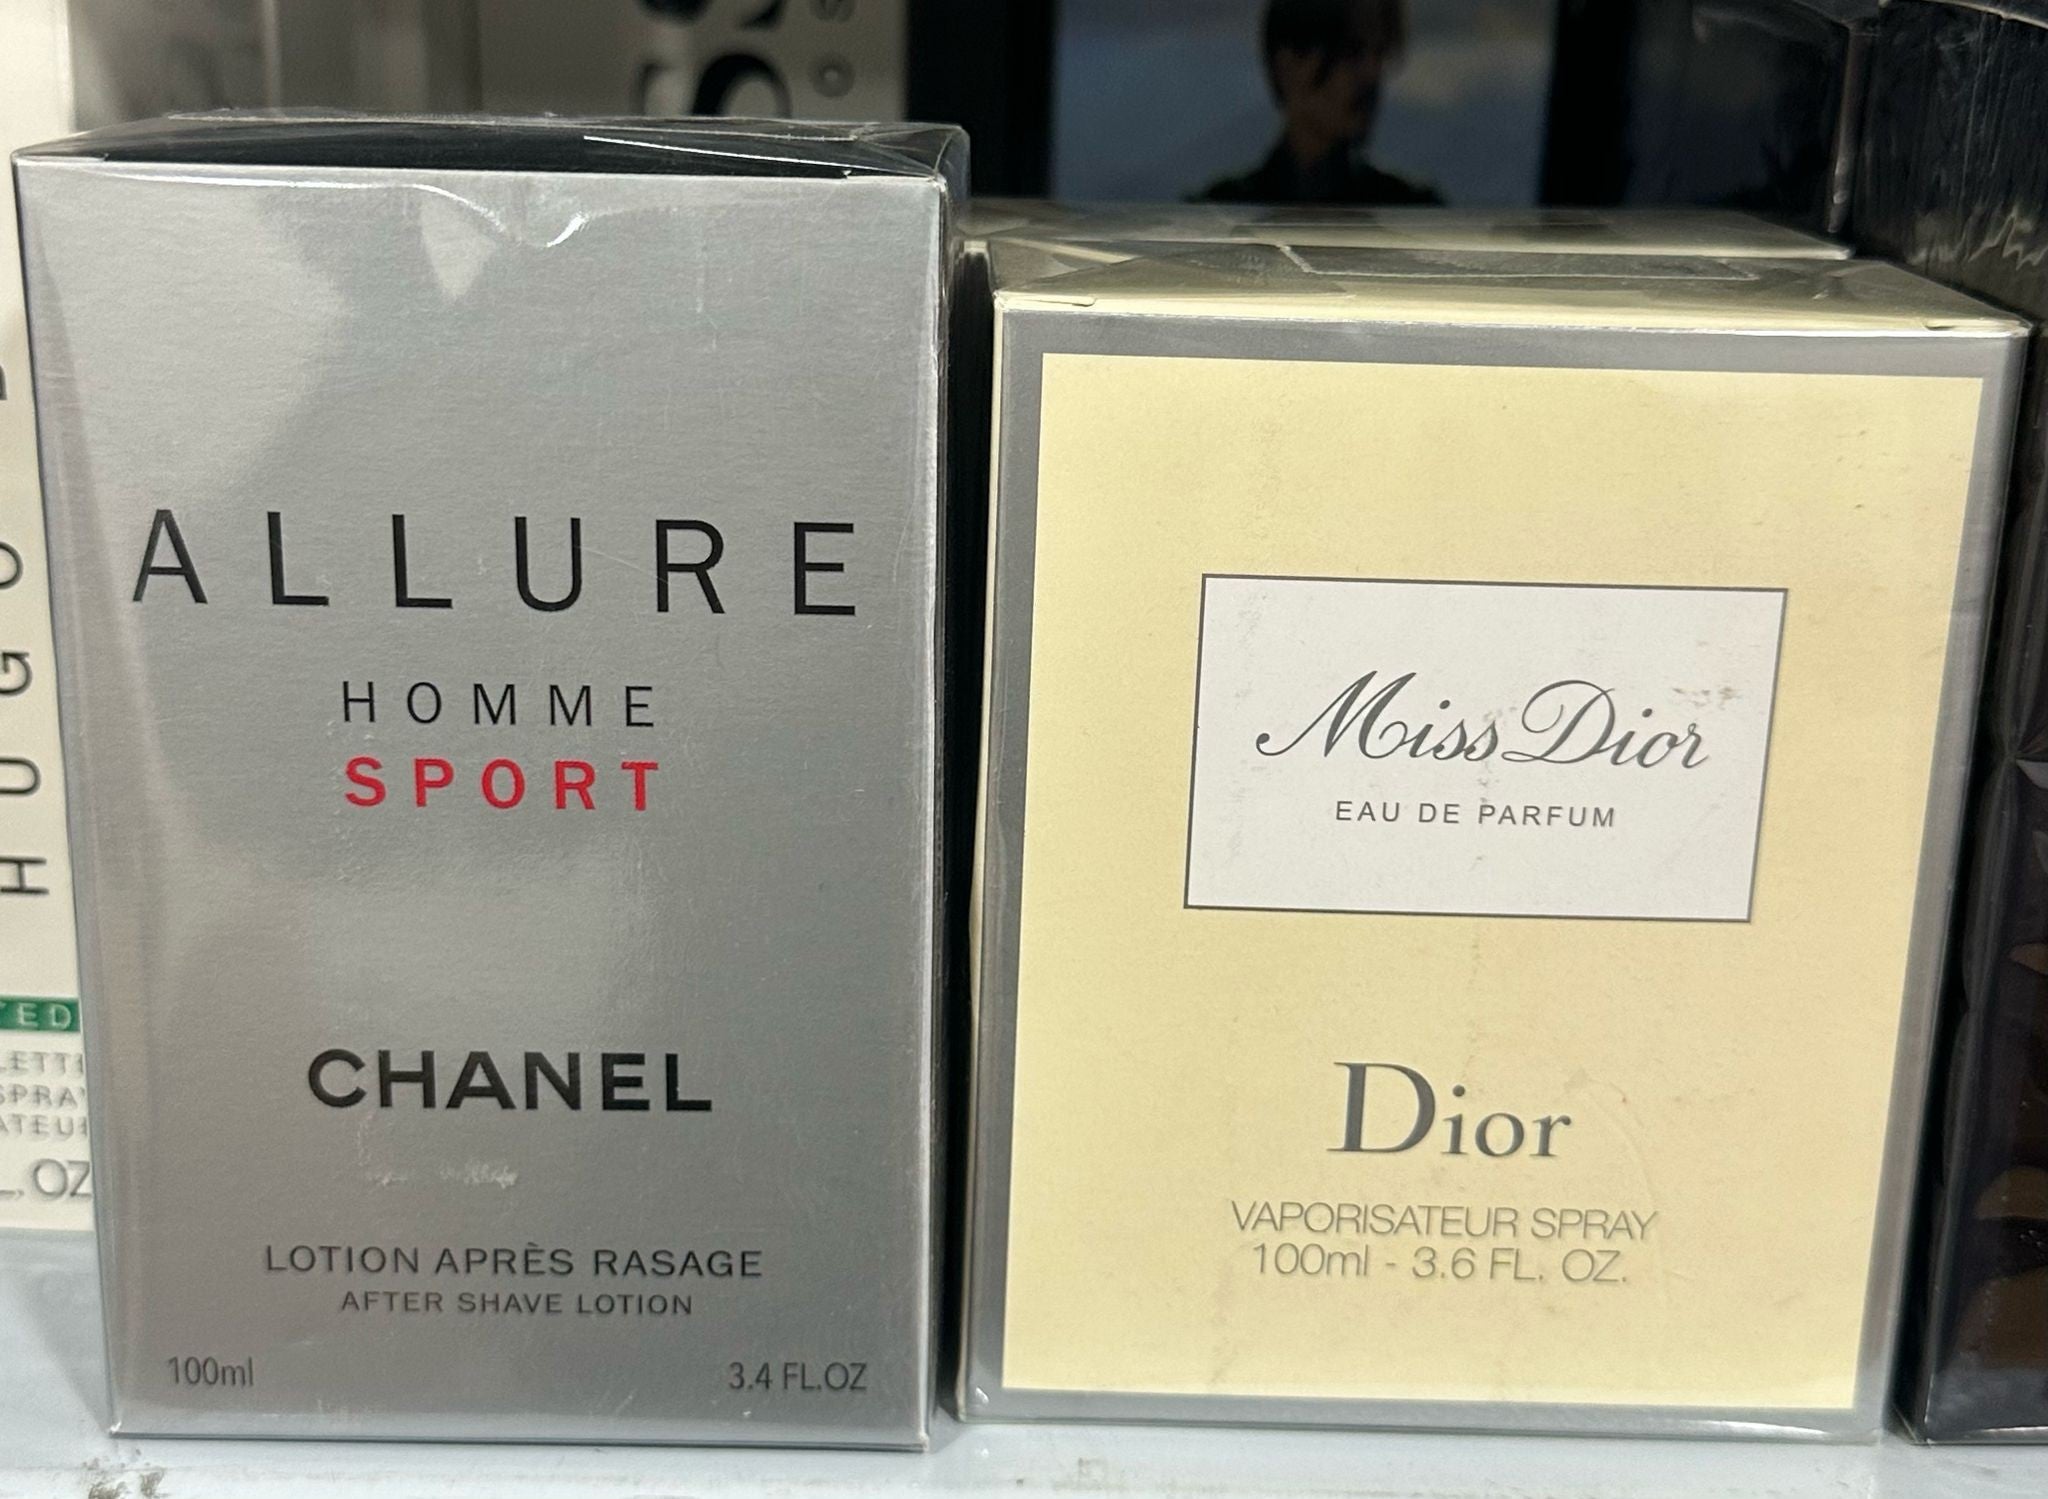 ALLURE
HOMME
SPORT
CHANEL
LOTION APRÈS RASAGE
AFTER SHAVE LOTION
100ml 3.4 FL.OZ
Miss Dior
EAU DE PARFUM
Dior
VAPORISATEUR SPRAY
100ml - 3.6 FL. OZ.
HUGO